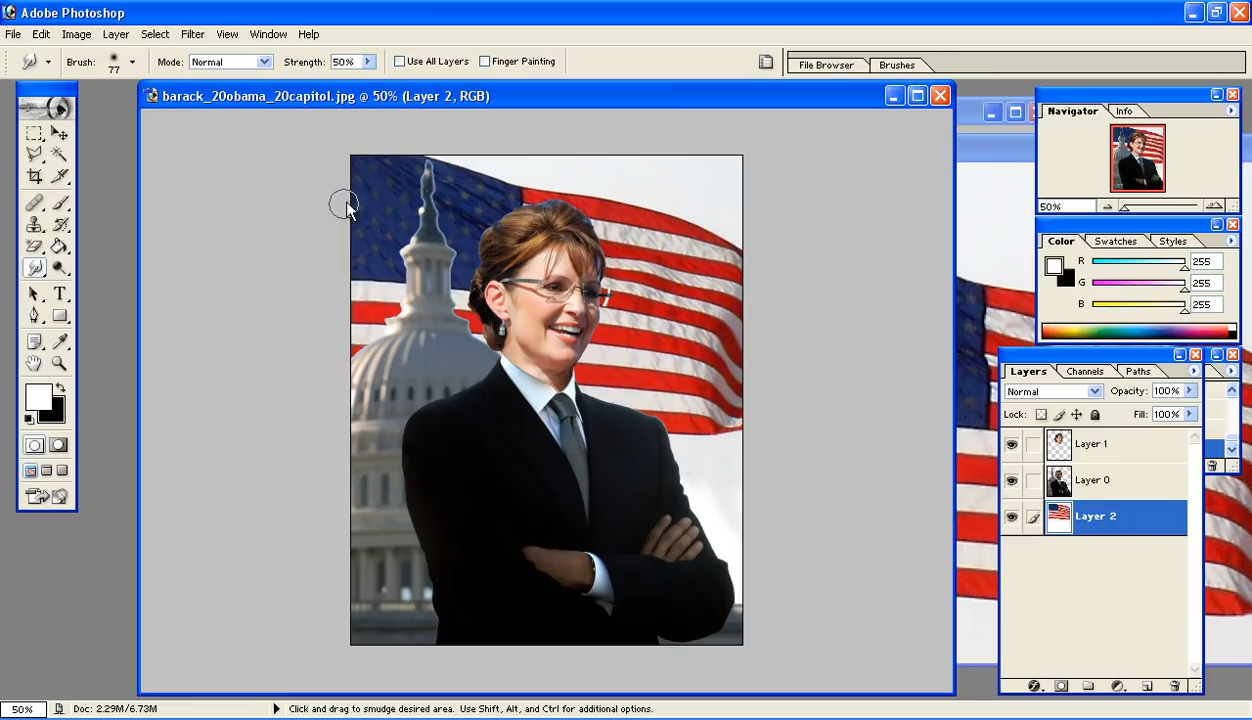 Adobe Photoshop
File Edit Image Layer Select Filter View Window Help
Brush: 77 Mode: Normal Strength: 50% Use All Layers Finger Painting File Browser Brushes
barack_20obama_20capitol.jpg @ 50% (Layer 2, RGB)
Navigator Info
50%
Color Swatches Styles
R 255
G 255
B 255
Layers Channels Paths
Normal Opacity: 100%
Lock: Fill: 100%
Layer 1
Layer 0
Layer 2
50% Doc: 2.29M/6.73M Click and drag to smudge desired area. Use Shift, Alt, and Ctrl for additional options.